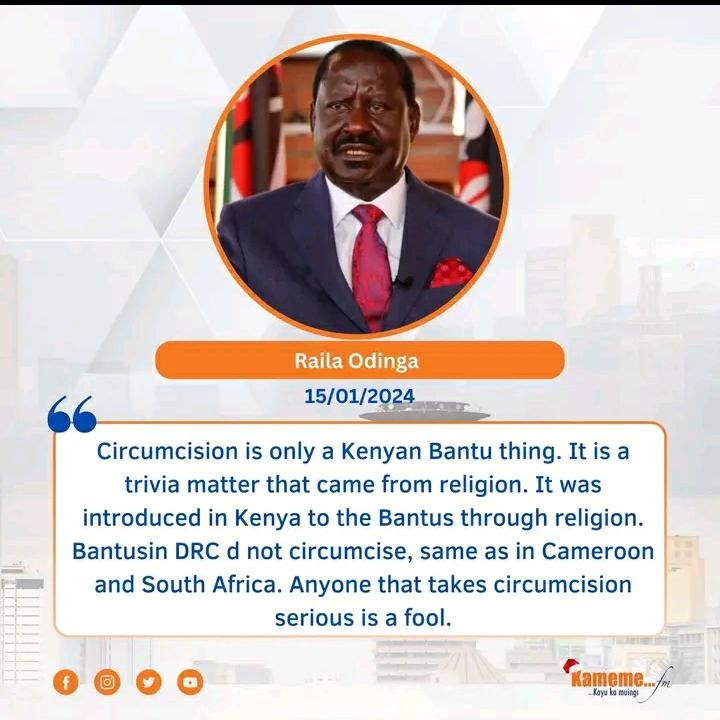 Raila Odinga
15/01/2024
Circumcision is only a Kenyan Bantu thing. It is a
trivia matter that came from religion. It was
introduced in Kenya to the Bantus through religion.
Bantusin DRC d not circumcise, same as in Cameroon
and South Africa. Anyone that takes circumcision
serious is a fool.
Kameme...fm
...Kayu ka muingi